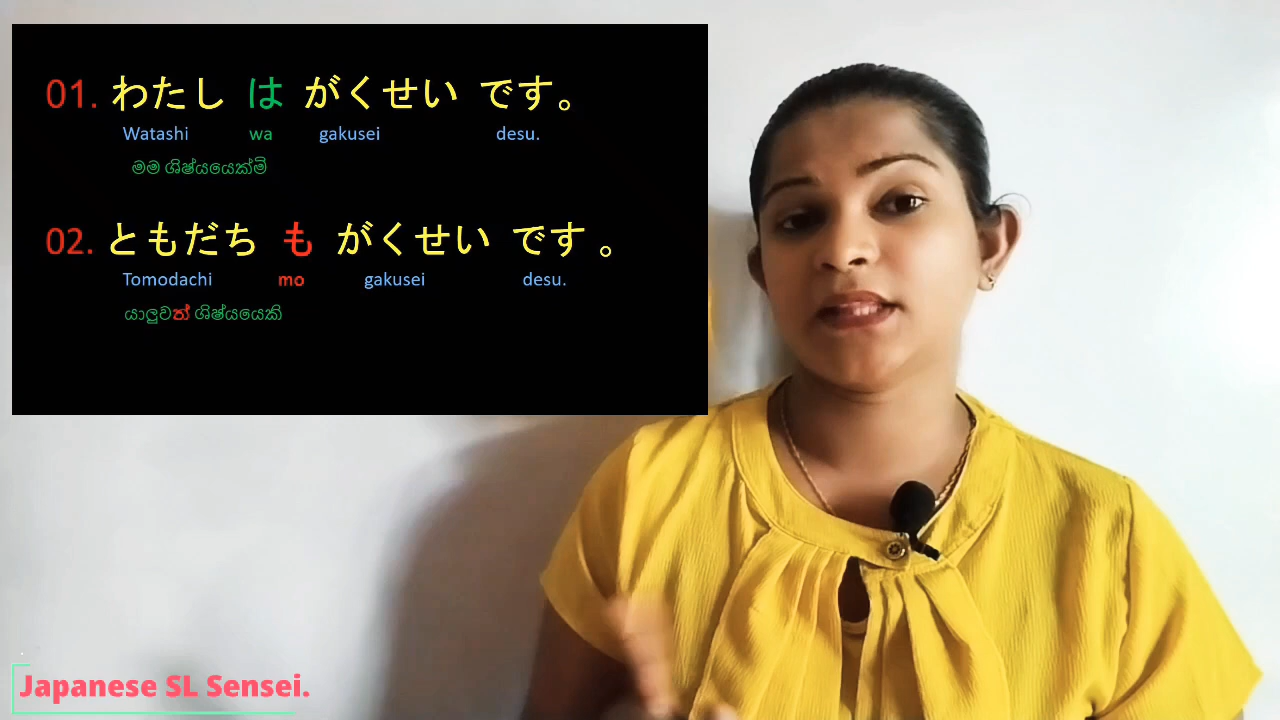 01. わたし は がくせい です。
Watashi wa gakusei desu.
මම ශිෂ්යයෙක්මි
02. ともだち も がくせい です 。
Tomodachi mo gakusei desu.
යාලුවත් ශිෂ්යයෙකි
Japanese SL Sensei.